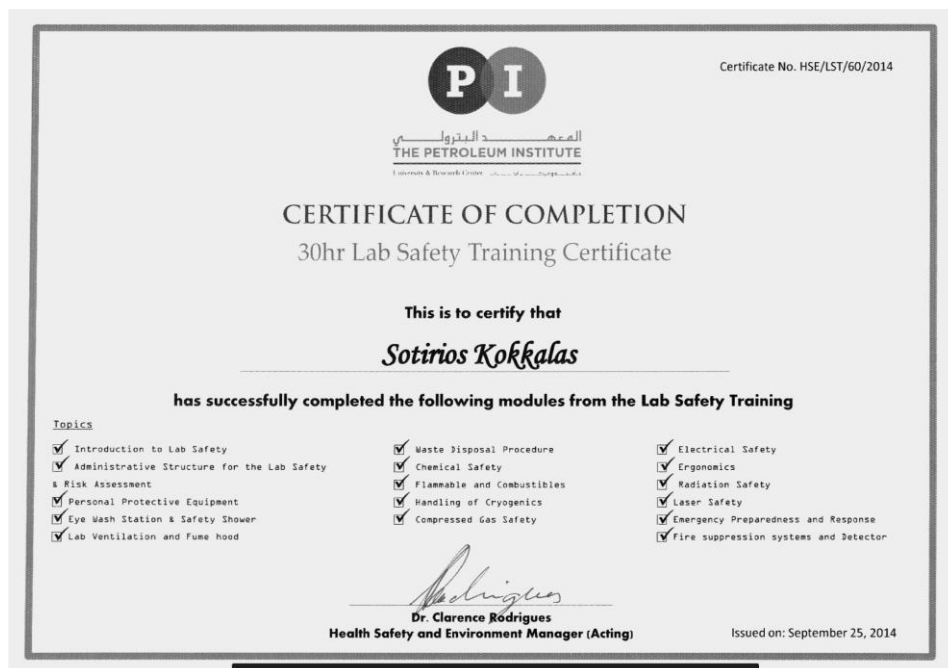 Certificate No. HSE/LST/60/2014
P I
المعهد البترولي
THE PETROLEUM INSTITUTE
University & Research Center
CERTIFICATE OF COMPLETION
30hr Lab Safety Training Certificate
This is to certify that
Sotirios Kokkalas
has successfully completed the following modules from the Lab Safety Training
Topics
Introduction to Lab Safety
Administrative Structure for the Lab Safety
& Risk Assessment
Personal Protective Equipment
Eye Wash Station & Safety Shower
Lab Ventilation and Fume hood
Waste Disposal Procedure
Chemical Safety
Flammable and Combustibles
Handling of Cryogenics
Compressed Gas Safety
Electrical Safety
Ergonomics
Radiation Safety
Laser Safety
Emergency Preparedness and Response
Fire suppression systems and Detector
Rodrigues
Dr. Clarence Rodrigues
Health Safety and Environment Manager (Acting)
Issued on: September 25, 2014